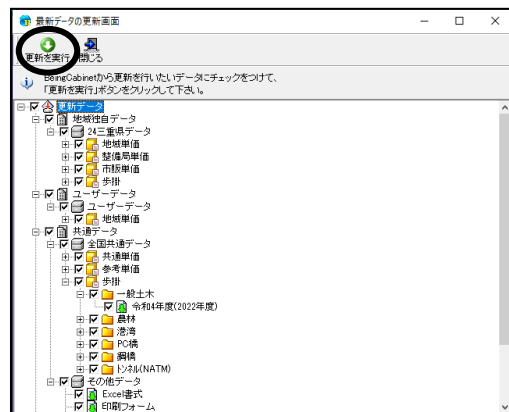 最新データの更新画面
更新を実行 閉じる
BeingCabinetから更新を行いたいデータにチェックをつけて、
「更新を実行」ボタンをクリックして下さい。
更新データ
地域独自データ
24三重県データ
地域単価
整備局単価
市販単価
歩掛
ユーザーデータ
ユーザーデータ
地域単価
共通データ
全国共通データ
共通単価
参考単価
歩掛
一般土木
令和4年度(2022年度)
農林
港湾
PC橋
鋼橋
トンネル(NATM)
その他データ
Excel書式
印刷フォーム